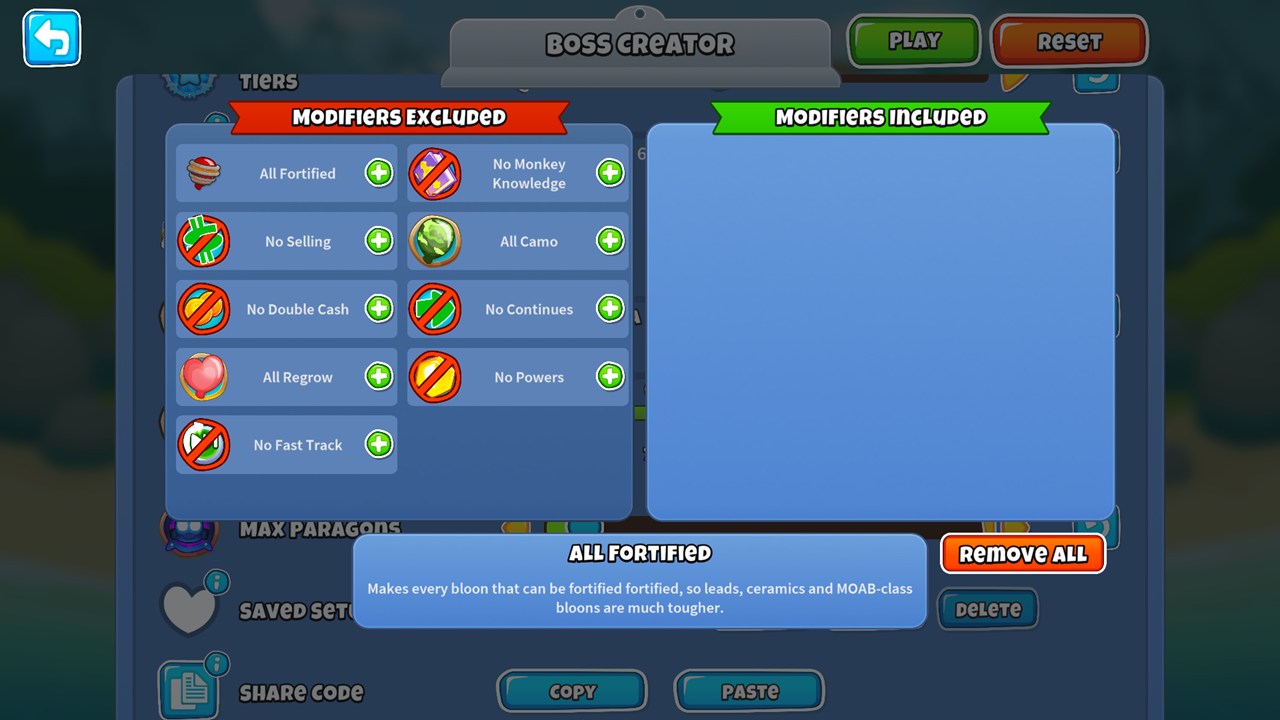 BOSS CREATOR
PLAY
RESET
TIERS
MODIFIERS EXCLUDED
MODIFIERS INCLUDED
All Fortified
No Monkey
Knowledge
No Selling
All Camo
No Double Cash
No Continues
All Regrow
No Powers
No Fast Track
MAX PARAGONS
ALL FORTIFIED
Makes every bloon that can be fortified fortified, so leads, ceramics and MOAB-class
bloons are much tougher.
REMOVE ALL
SAVED
DELETE
SHARE CODE
COPY
PASTE